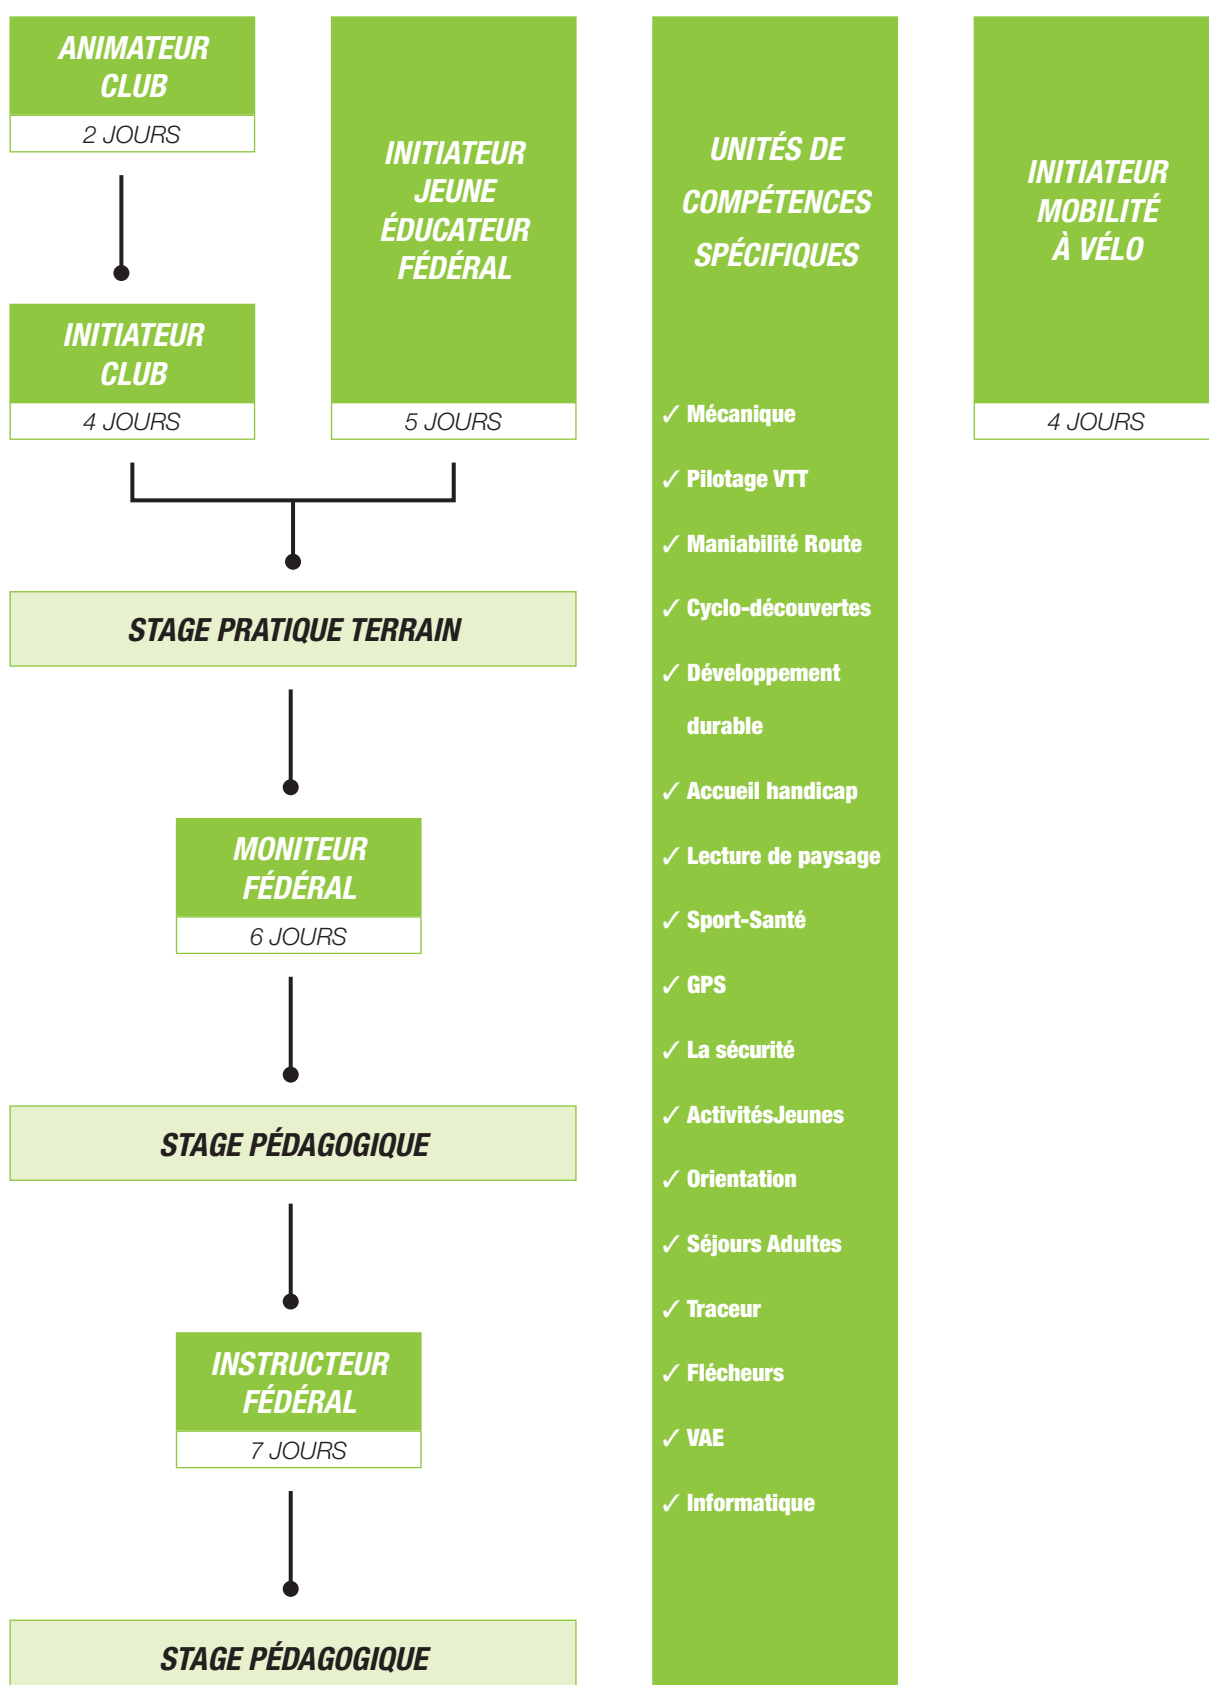 ANIMATEUR
CLUB
2 JOURS
INITIATEUR
CLUB
4 JOURS
INITIATEUR
JEUNE
ÉDUCATEUR
FÉDÉRAL
5 JOURS
STAGE PRATIQUE TERRAIN
MONITEUR
FÉDÉRAL
6 JOURS
STAGE PÉDAGOGIQUE
INSTRUCTEUR
FÉDÉRAL
7 JOURS
STAGE PÉDAGOGIQUE
UNITÉS DE
COMPÉTENCES
SPÉCIFIQUES
✓ Mécanique
✓ Pilotage VTT
✓ Maniabilité Route
✓ Cyclo-découvertes
✓ Développement
durable
✓ Accueil handicap
✓ Lecture de paysage
✓ Sport-Santé
✓ GPS
✓ La sécurité
✓ ActivitésJeunes
✓ Orientation
✓ Séjours Adultes
✓ Traceur
✓ Flécheurs
✓ VAE
✓ Informatique
INITIATEUR
MOBILITÉ
À VÉLO
4 JOURS